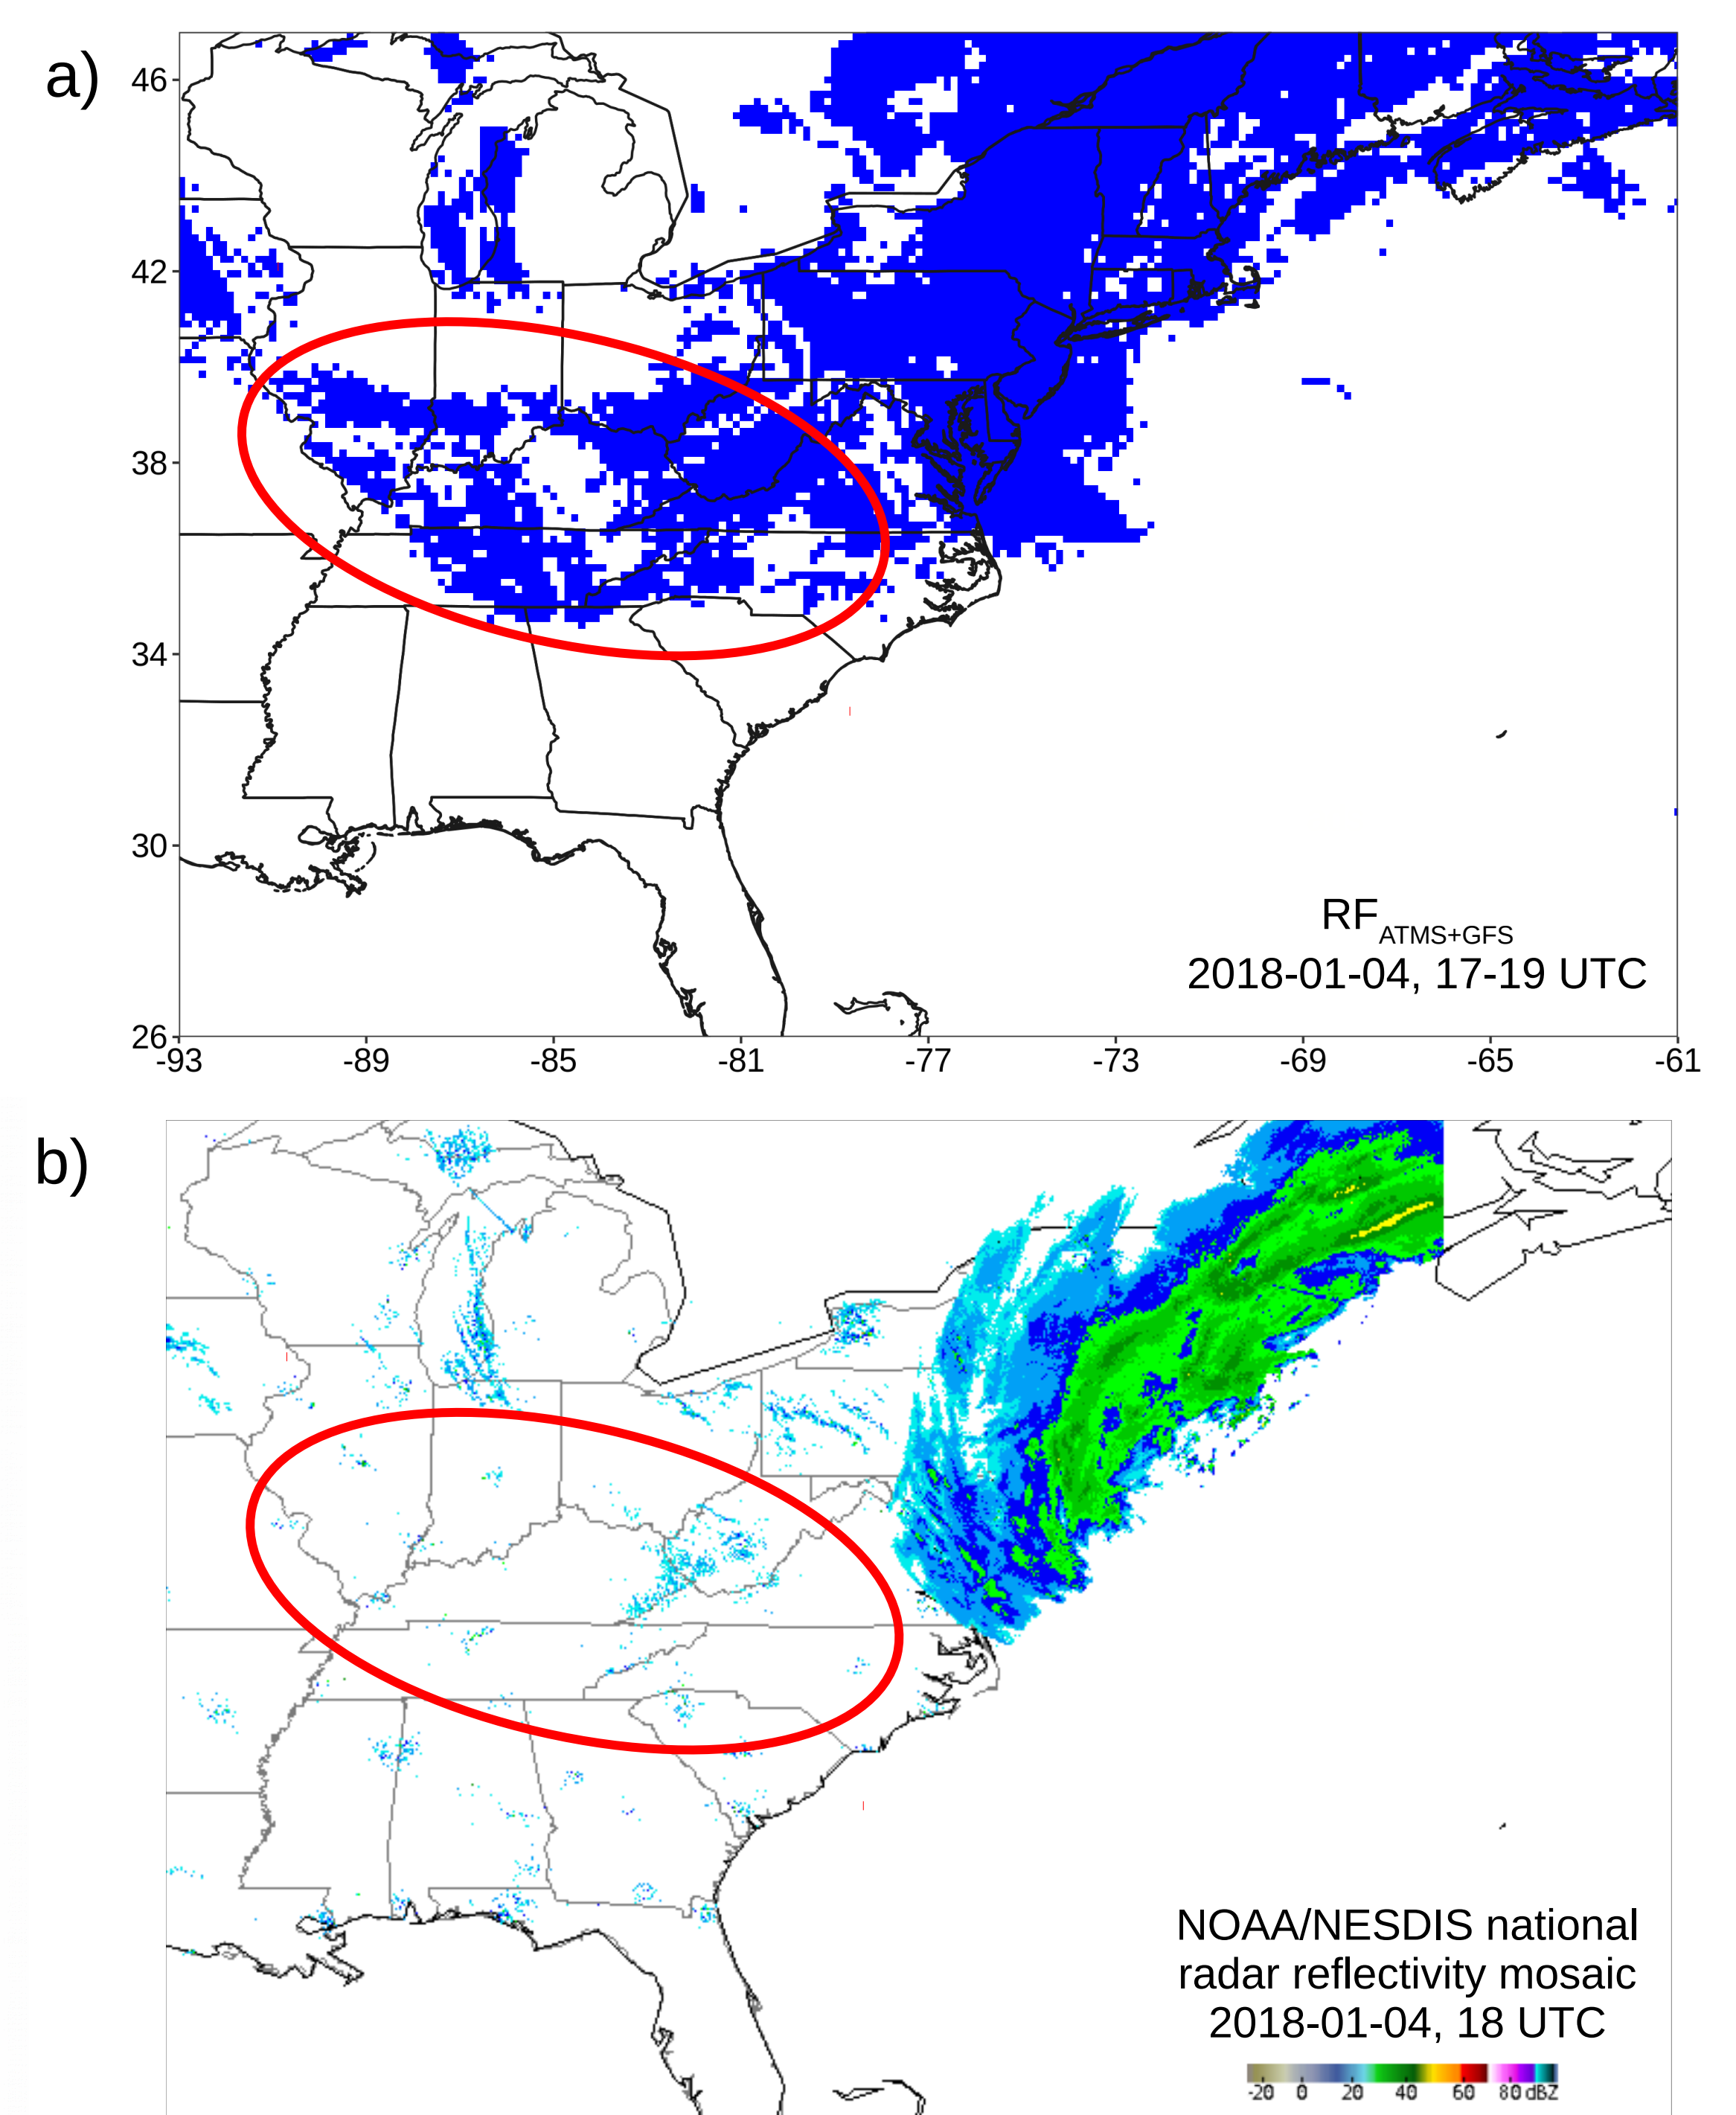 a)
46
42
38
34
30
26
-93 -89 -85 -81 -77 -73 -69 -65 -61
RF ATMS+GFS
2018-01-04, 17-19 UTC
b)
NOAA/NESDIS national
radar reflectivity mosaic
2018-01-04, 18 UTC
-20 0 20 40 60 80 dBZ